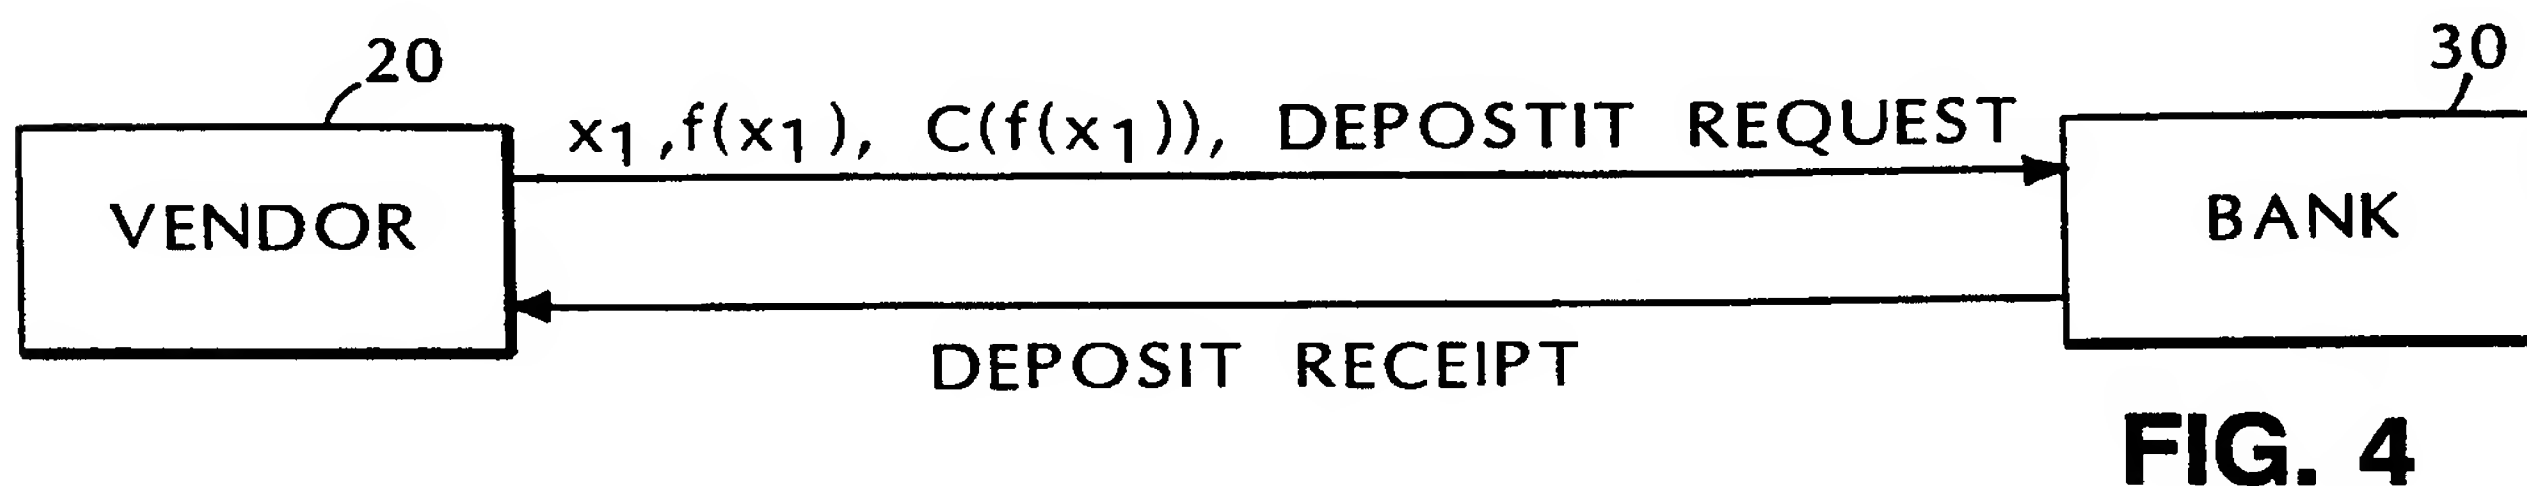 20
30
x1,f(x1), C(f(x1)), DEPOSTIT REQUEST
VENDOR
BANK
DEPOSIT RECEIPT
FIG. 4